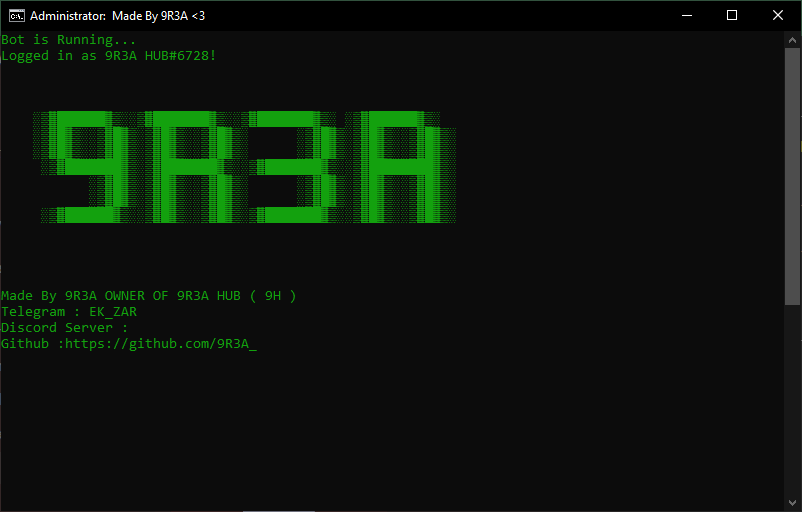 Administrator: Made By 9R3A <3
Bot is Running...
Logged in as 9R3A HUB#6728!
9R3A
Made By 9R3A OWNER OF 9R3A HUB ( 9H )
Telegram : EK_ZAR
Discord Server :
Github :https://github.com/9R3A_